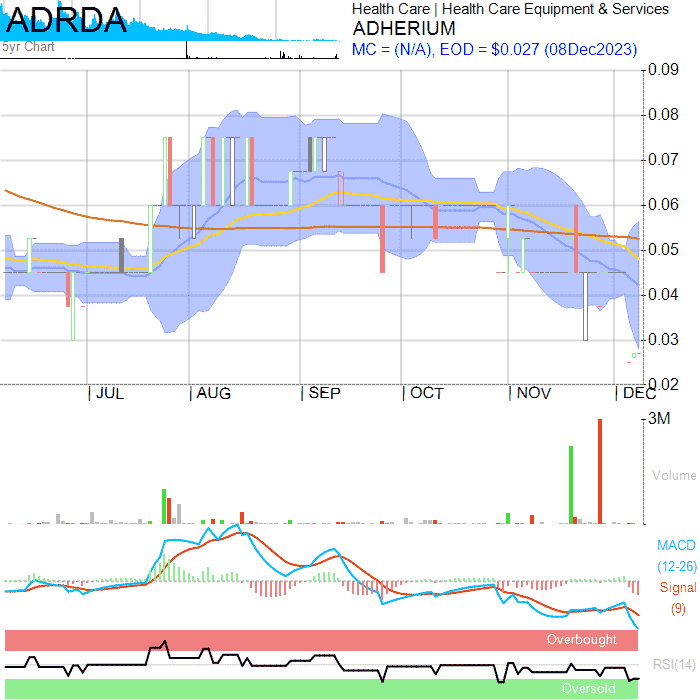 ADRDA
5yr Chart
Health Care | Health Care Equipment & Services
ADHERIUM
MC = (N/A), EOD = $0.027 (08Dec2023)
0.09
0.08
0.07
0.06
0.05
0.04
0.03
0.02
| JUL | AUG | SEP | OCT | NOV | DEC
3M
Volume
MACD
(12-26)
Signal
(9)
Overbought
RSI(14)
Oversold